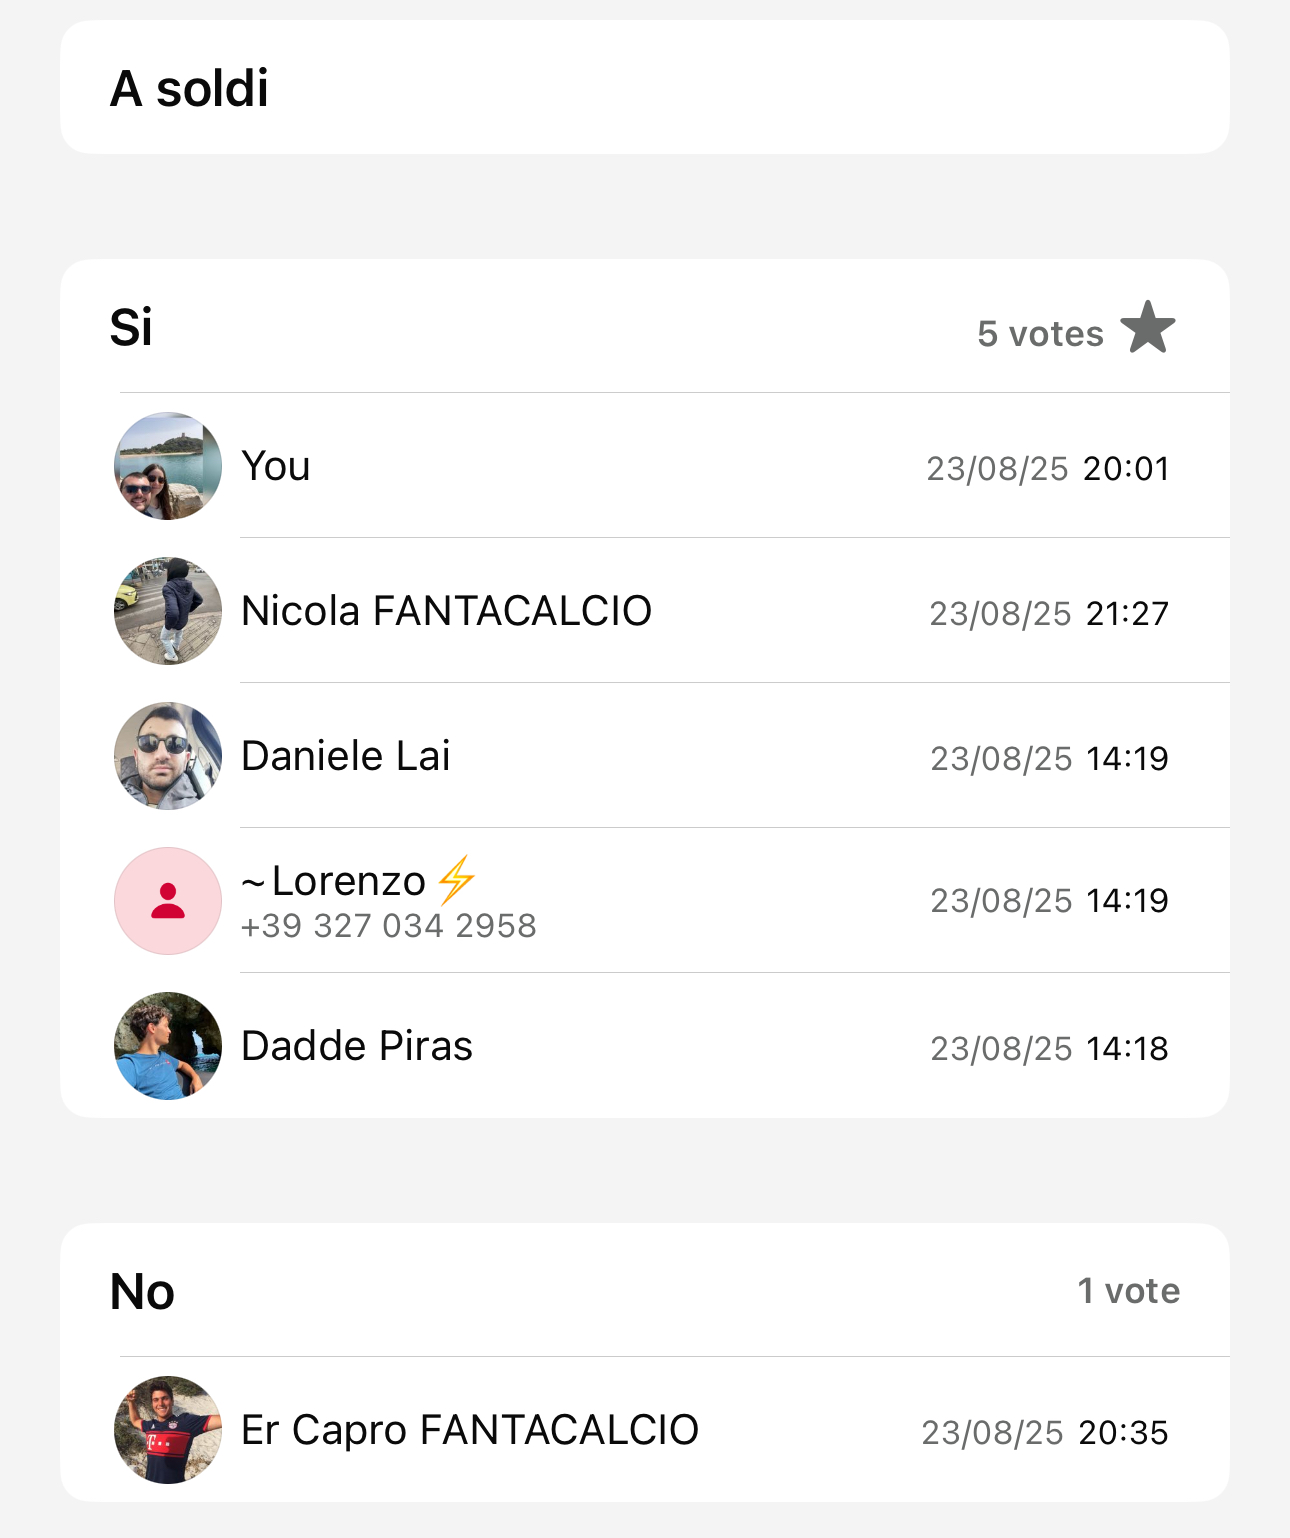 A soldi
Si
5 votes
You
23/08/25 20:01
Nicola FANTACALCIO
23/08/25 21:27
Daniele Lai
23/08/25 14:19
~Lorenzo⚡
+39 327 034 2958
23/08/25 14:19
Dadde Piras
23/08/25 14:18
No
1 vote
Er Capro FANTACALCIO
23/08/25 20:35